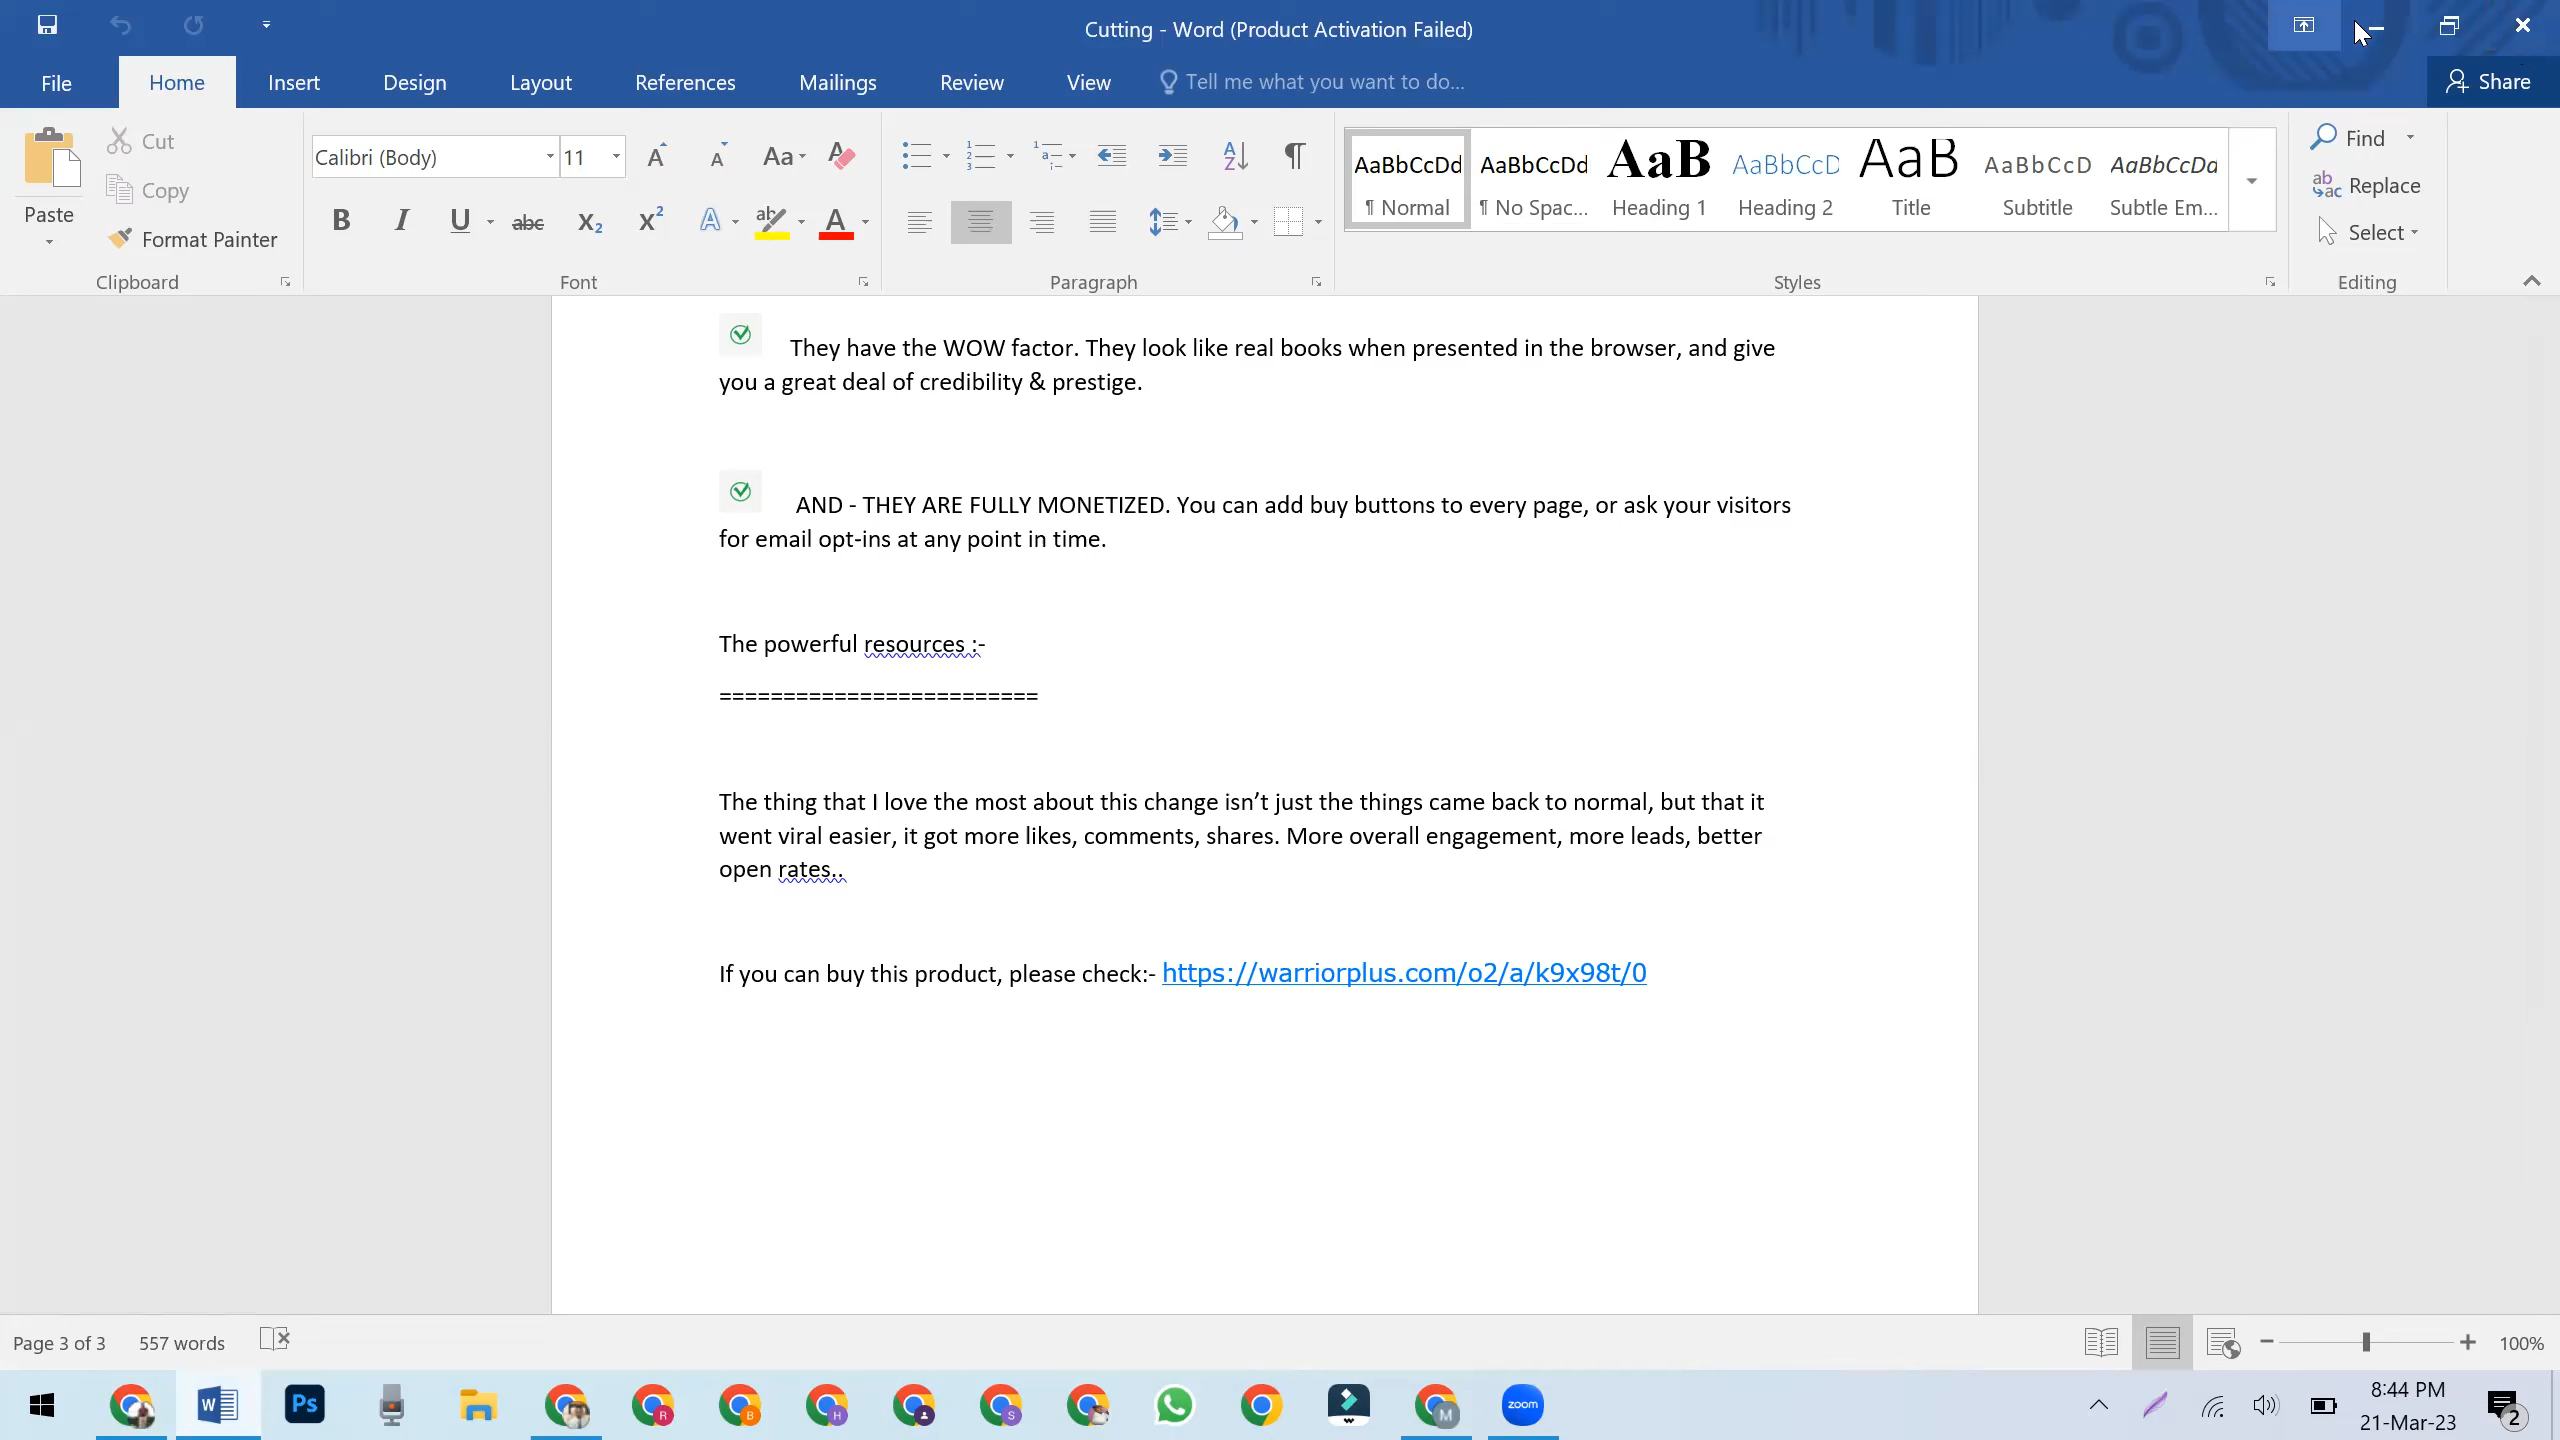 Cutting - Word (Product Activation Failed)
File Home Insert Design Layout References Mailings Review View Tell me what you want to do... Share
Paste
Cut
Copy
Format Painter
Clipboard
Calibri (Body) 11
Font
Paragraph
AaBbCcDd AaBbCcDd AaB AaBbCcD AaB AaBbCcD AaBbCcDd
¶ Normal ¶ No Spac... Heading 1 Heading 2 Title Subtitle Subtle Em...
Styles
Find
Replace
Select
Editing
They have the WOW factor. They look like real books when presented in the browser, and give
you a great deal of credibility & prestige.
AND - THEY ARE FULLY MONETIZED. You can add buy buttons to every page, or ask your visitors
for email opt-ins at any point in time.
The powerful resources :-
=========================
The thing that I love the most about this change isn’t just the things came back to normal, but that it
went viral easier, it got more likes, comments, shares. More overall engagement, more leads, better
open rates..
If you can buy this product, please check:- https://warriorplus.com/o2/a/k9x98t/0
Page 3 of 3 557 words 100%
8:44 PM
21-Mar-23
2